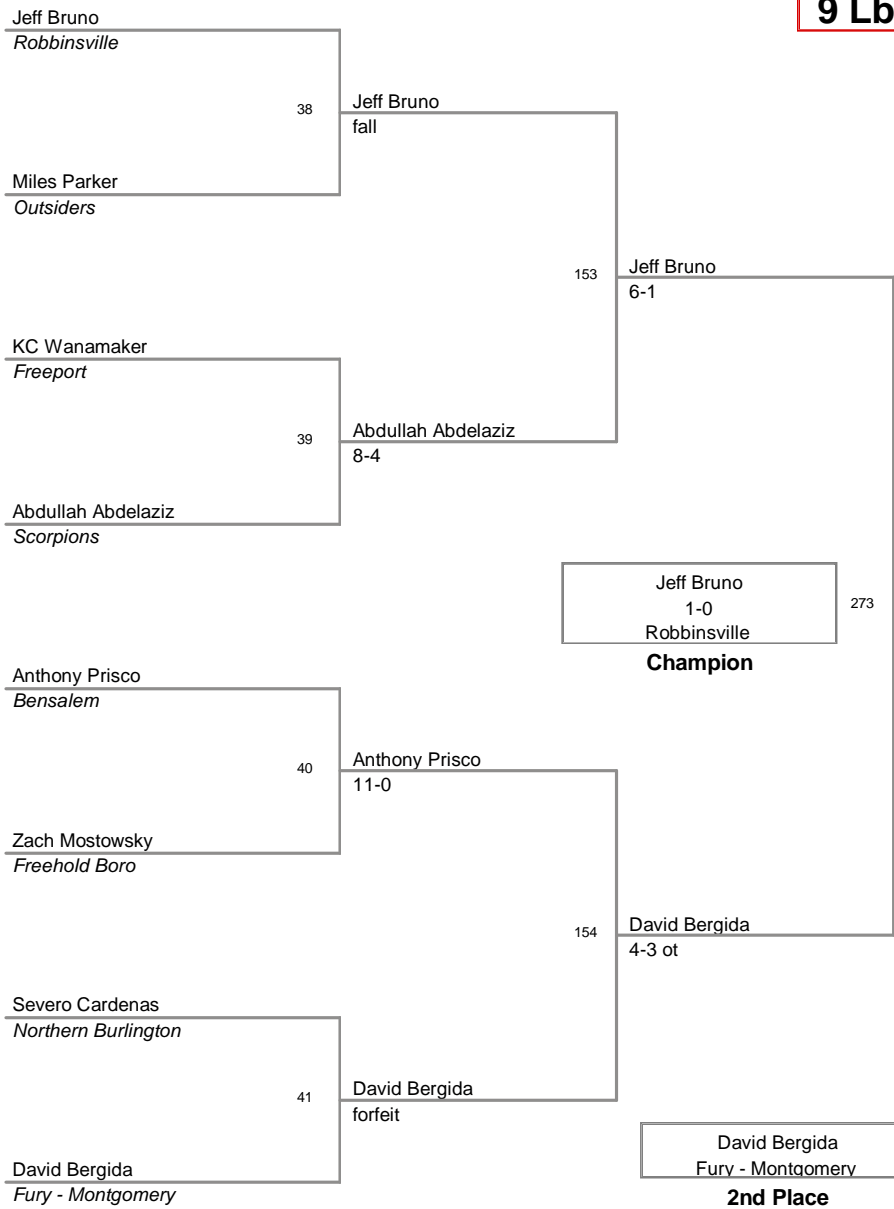 9 Lb
Jeff Bruno
Robbinsville
38
Jeff Bruno
fall
Miles Parker
Outsiders
153
Jeff Bruno
6-1
KC Wanamaker
Freeport
39
Abdullah Abdelaziz
8-4
Abdullah Abdelaziz
Scorpions
Jeff Bruno
1-0
Robbinsville
273
Champion
Anthony Prisco
Bensalem
40
Anthony Prisco
11-0
Zach Mostowsky
Freehold Boro
154
David Bergida
4-3 ot
Severo Cardenas
Northern Burlington
41
David Bergida
forfeit
David Bergida
Fury - Montgomery
David Bergida
Fury - Montgomery
2nd Place